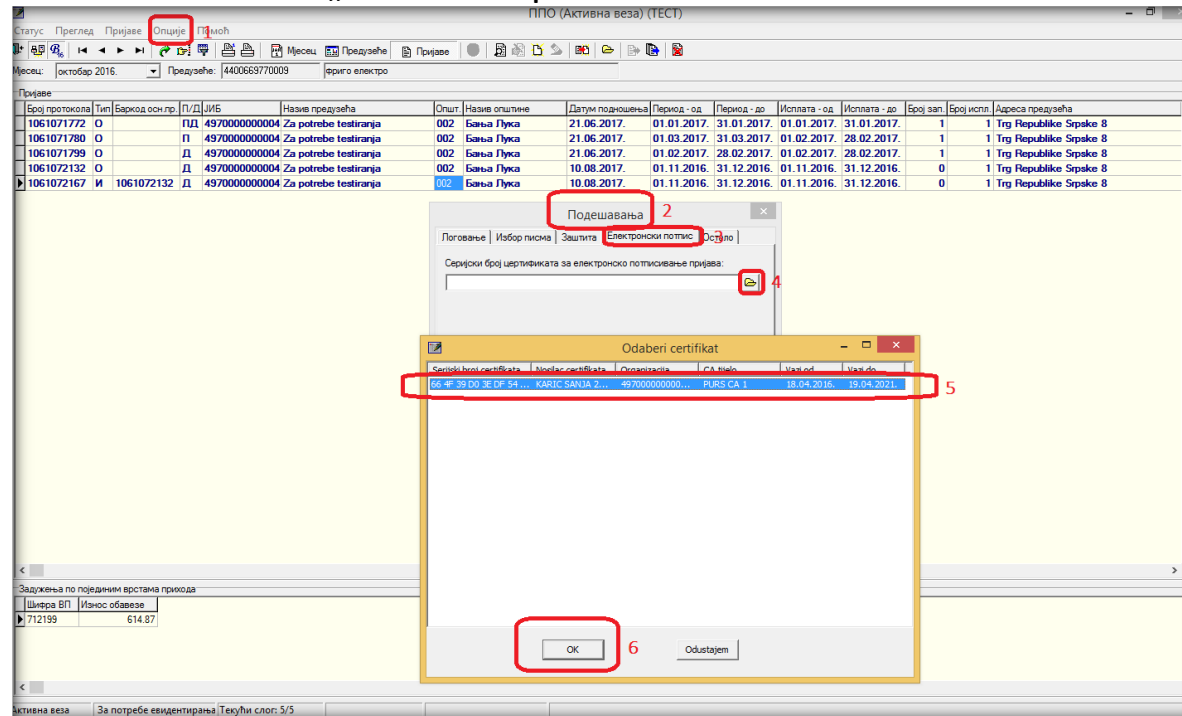 ППО (Активна веза) (ТЕСТ)
Статус Преглед Пријаве Опције Помоћ
1
Мјесец Предузеће Пријаве
Мјесец: октобар 2016. Предузеће: 4400669770009 фриго електро
Пријаве
Број протокола Тип Баркод осн.пр. П/Д ЈИБ Назив предузећа Општ. Назив општине Датум подношења Период - од Период - до Исплата - од Исплата - до Број зап. Број испл. Адреса предузећа
1061071772 О ПД 4970000000004 Za potrebe testiranja 002 Бања Лука 21.06.2017. 01.01.2017. 31.01.2017. 01.01.2017. 31.01.2017. 1 1 Trg Republike Srpske 8
1061071780 О П 4970000000004 Za potrebe testiranja 002 Бања Лука 21.06.2017. 01.03.2017. 31.03.2017. 01.02.2017. 28.02.2017. 1 1 Trg Republike Srpske 8
1061071799 О Д 4970000000004 Za potrebe testiranja 002 Бања Лука 21.06.2017. 01.02.2017. 28.02.2017. 01.02.2017. 28.02.2017. 1 1 Trg Republike Srpske 8
1061072132 О Д 4970000000004 Za potrebe testiranja 002 Бања Лука 10.08.2017. 01.11.2016. 31.12.2016. 01.11.2016. 31.12.2016. 0 1 Trg Republike Srpske 8
1061072167 И 1061072132 Д 4970000000004 Za potrebe testiranja 002 Бања Лука 10.08.2017. 01.11.2016. 31.12.2016. 01.11.2016. 31.12.2016. 0 1 Trg Republike Srpske 8
Подешавања 2
Логовање Избор писма Заштита Електронски потпис Остало 3
Серијски број цертификата за електронско потписивање пријава:
4
Odaberi certifikat
Serijski broj certifikata Nosilac certifikata Organizacija CA tijelo Vazi od Vazi do
66 4F 39 D0 3E DF 54 ... KARIC SANJA 2... 497000000000... PURS CA 1 18.04.2016. 19.04.2021.
5
Задужења по појединим врстама прихода
Шифра ВП Износ обавезе
712199 614.87
OK 6 Odustajem
Активна веза За потребе евидентирања Текући слог: 5/5